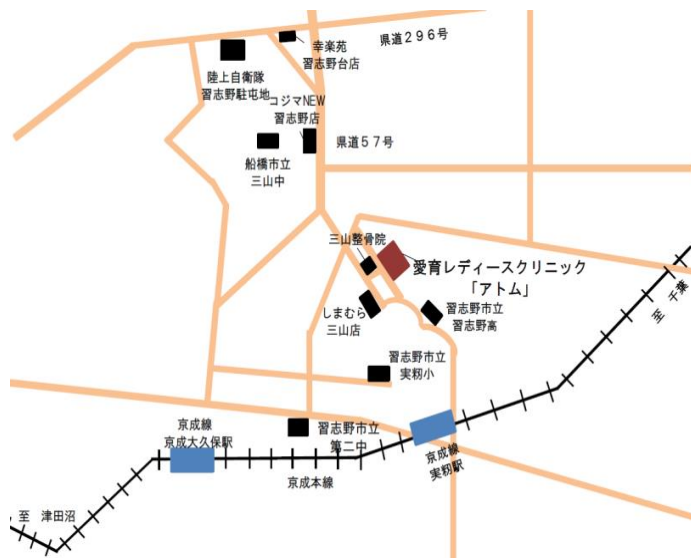 県道296号
幸楽苑
習志野台店
陸上自衛隊
習志野駐屯地
コジマNEW
習志野店
県道57号
船橋市立
三山中
三山整骨院
愛育レディースクリニック
「アトム」
しまむら
三山店
習志野市立
習志野高
至 千葉
習志野市立
実籾小
京成線
京成大久保駅
習志野市立
第二中
京成線
実籾駅
京成本線
至 津田沼